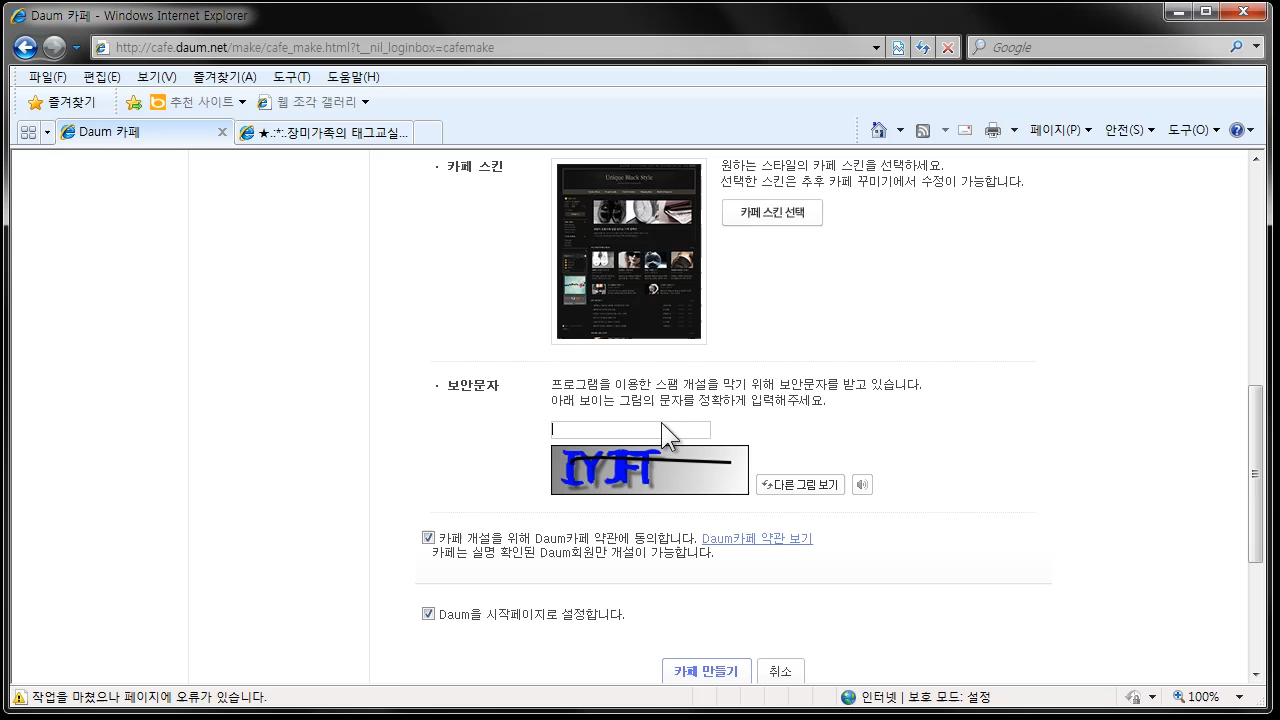 Daum 카페 - Windows Internet Explorer
http://cafe.daum.net/make/cafe_make.html?t__nil_loginbox=cafemake
Google
파일(F) 편집(E) 보기(V) 즐겨찾기(A) 도구(T) 도움말(H)
즐겨찾기 추천 사이트 웹 조각 갤러리
Daum 카페 ★.:*:.장미가족의 태그교실... 페이지(P) 안전(S) 도구(O)
· 카페 스킨
Unique Black Style
원하는 스타일의 카페 스킨을 선택하세요.
선택한 스킨은 추후 카페 꾸미기에서 수정이 가능합니다.
카페 스킨 선택
· 보안문자
프로그램을 이용한 스팸 개설을 막기 위해 보안문자를 받고 있습니다.
아래 보이는 그림의 문자를 정확하게 입력해주세요.
다른 그림 보기
카페 개설을 위해 Daum카페 약관에 동의합니다. Daum카페 약관 보기
카페는 실명 확인된 Daum회원만 개설이 가능합니다.
Daum을 시작페이지로 설정합니다.
카페 만들기 취소
작업을 마쳤으나 페이지에 오류가 있습니다. 인터넷 | 보호 모드: 설정 100%